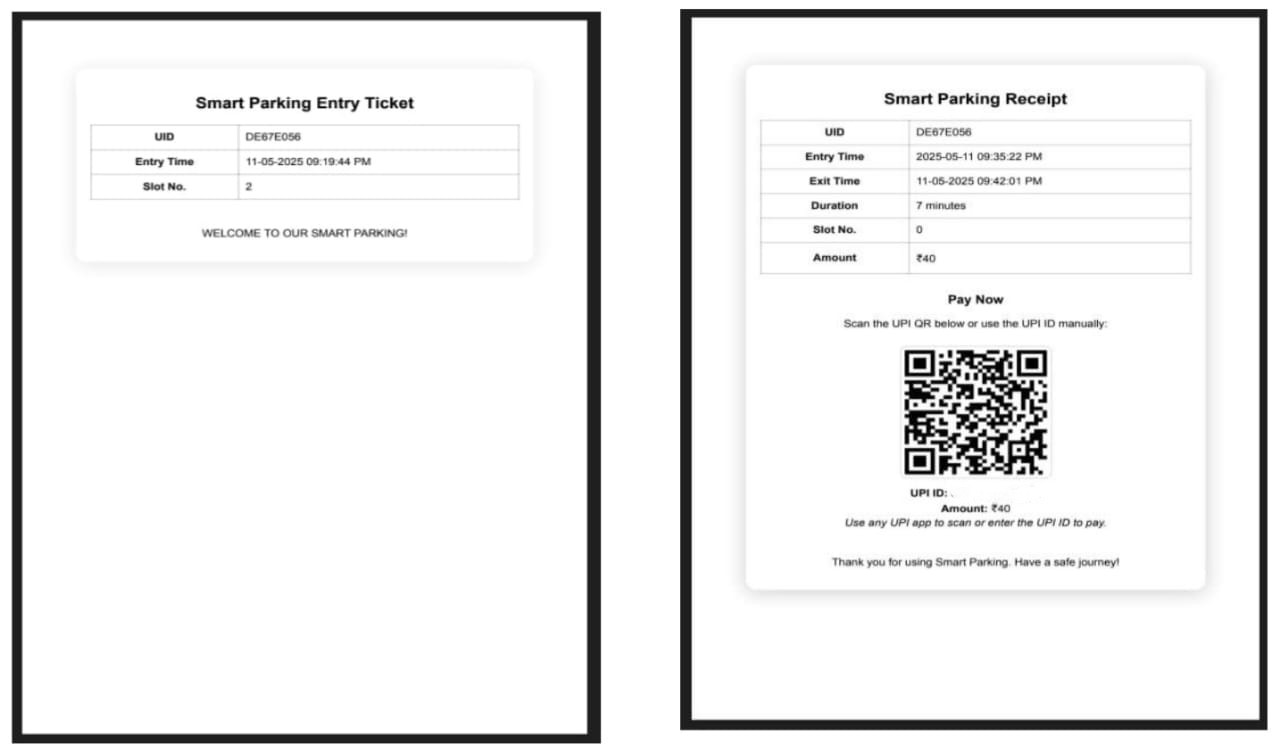 Smart Parking Entry Ticket
UID DE67E056
Entry Time 11-05-2025 09:19:44 PM
Slot No. 2
WELCOME TO OUR SMART PARKING!
Smart Parking Receipt
UID DE67E056
Entry Time 2025-05-11 09:35:22 PM
Exit Time 11-05-2025 09:42:01 PM
Duration 7 minutes
Slot No. 0
Amount ₹40
Pay Now
Scan the UPI QR below or use the UPI ID manually:
UPI ID:
Amount: ₹40
Use any UPI app to scan or enter the UPI ID to pay.
Thank you for using Smart Parking. Have a safe journey!